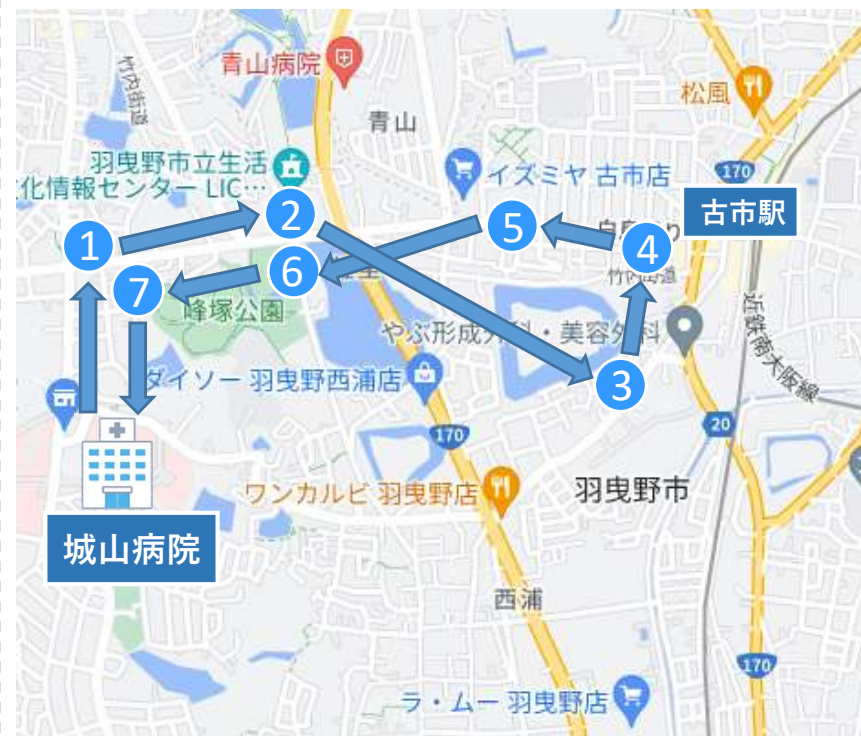 竹内街道
青山病院
松風
青山
羽曳野市立生活
化情報センター LIC…
イズミヤ 古市店
170
古市駅
1
2
5
4
6
7
竹内街道
峰塚公園
やぶ形成外科・美容外科
近鉄南大阪線
ダイソー 羽曳野西浦店
3
20
170
ワンカルビ 羽曳野店
羽曳野市
城山病院
西浦
170
ラ・ムー 羽曳野店